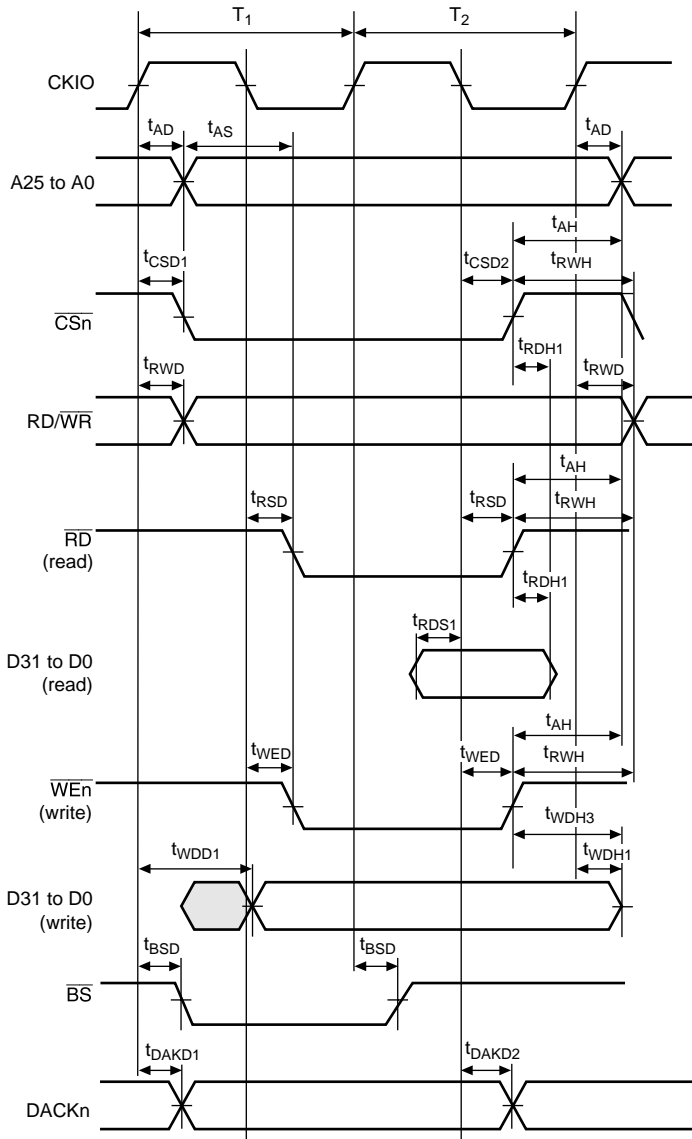 T1 T2
CKIO
tAD tAS tAD
A25 to A0
tAH
tCSD1 tCSD2 tRWH
CSn
tRDH1
tRWD tRWD
RD/WR
tAH
tRSD tRSD tRWH
RD
(read)
tRDH1
tRDS1
D31 to D0
(read)
tAH
tWED tWED tRWH
WEn
(write)
tWDH3
tWDD1 tWDH1
D31 to D0
(write)
tBSD tBSD
BS
tDAKD1 tDAKD2
DACKn